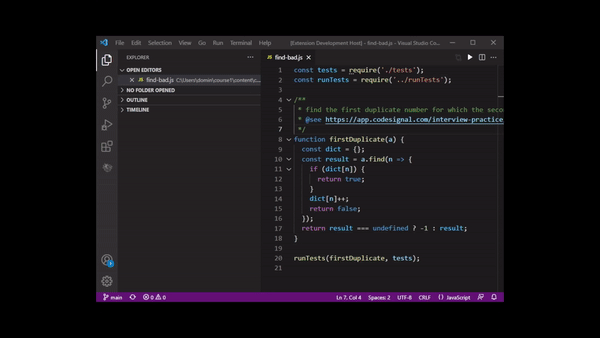 File Edit Selection View Go Run Terminal Help [Extension Development Host] - find-bad.js - Visual Studio Co...
EXPLORER
OPEN EDITORS
JS find-bad.js
NO FOLDER OPENED
OUTLINE
TIMELINE
JS find-bad.js
1 const tests = require('./tests');
2 const runTests = require('../runTests');
3
4 /**
5 * find the first duplicate number for which the seco
6 * @see https://app.codesignal.com/interview-practice
7 */
8 function firstDuplicate(a) {
9 const dict = {};
10 const result = a.find(n => {
11 if (dict[n]) {
12 return true;
13 }
14 dict[n]++;
15 return false;
16 });
17 return result === undefined ? -1 : result;
18 }
19
20 runTests(firstDuplicate, tests);
21
main 0 0 Ln 7, Col 4 Spaces: 2 UTF-8 CRLF {} JavaScript